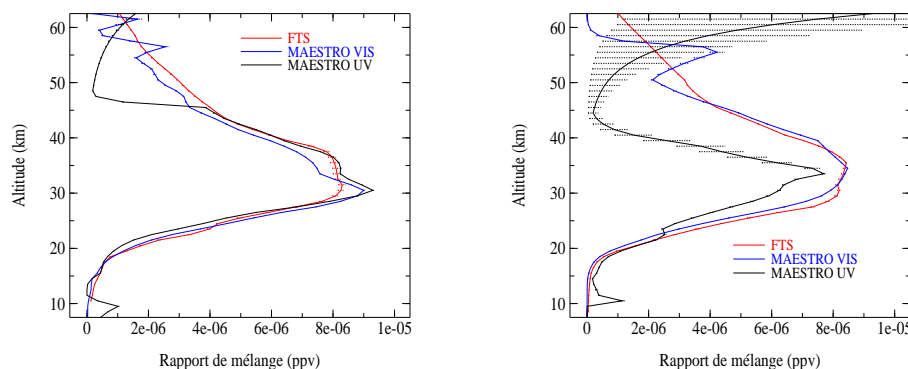 60
50
40
30
20
10
Altitude (km)
FTS
MAESTRO VIS
MAESTRO UV
0 2e-06 4e-06 6e-06 8e-06 1e-05
Rapport de mélange (ppv)
60
50
40
30
20
10
Altitude (km)
FTS
MAESTRO VIS
MAESTRO UV
0 2e-06 4e-06 6e-06 8e-06 1e-05
Rapport de mélange (ppv)